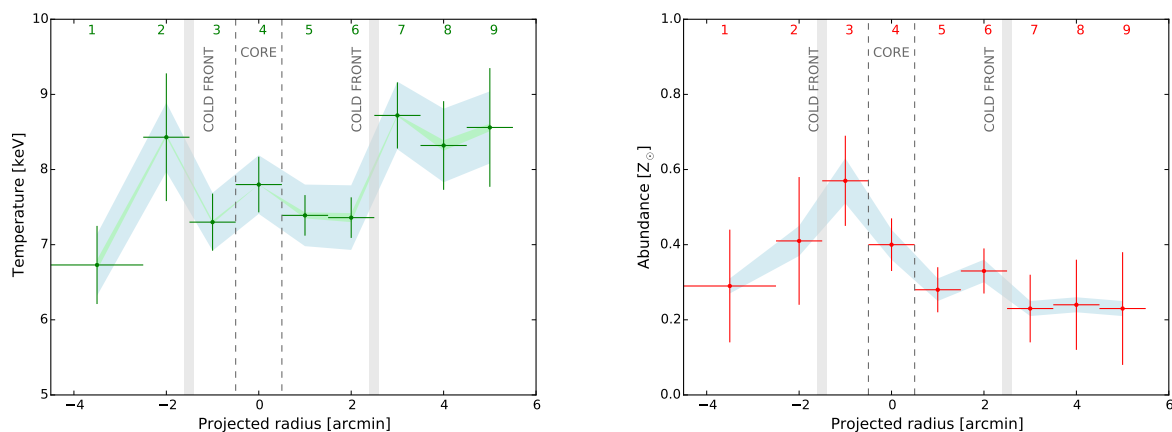 10
9
8
7
6
5
Temperature [keV]
1 2 3 4 5 6 7 8 9
COLD FRONT
CORE
COLD FRONT
−4 −2 0 2 4 6
Projected radius [arcmin]
1.0
0.8
0.6
0.4
0.2
0.0
Abundance [Z⊙]
1 2 3 4 5 6 7 8 9
COLD FRONT
CORE
COLD FRONT
−4 −2 0 2 4 6
Projected radius [arcmin]